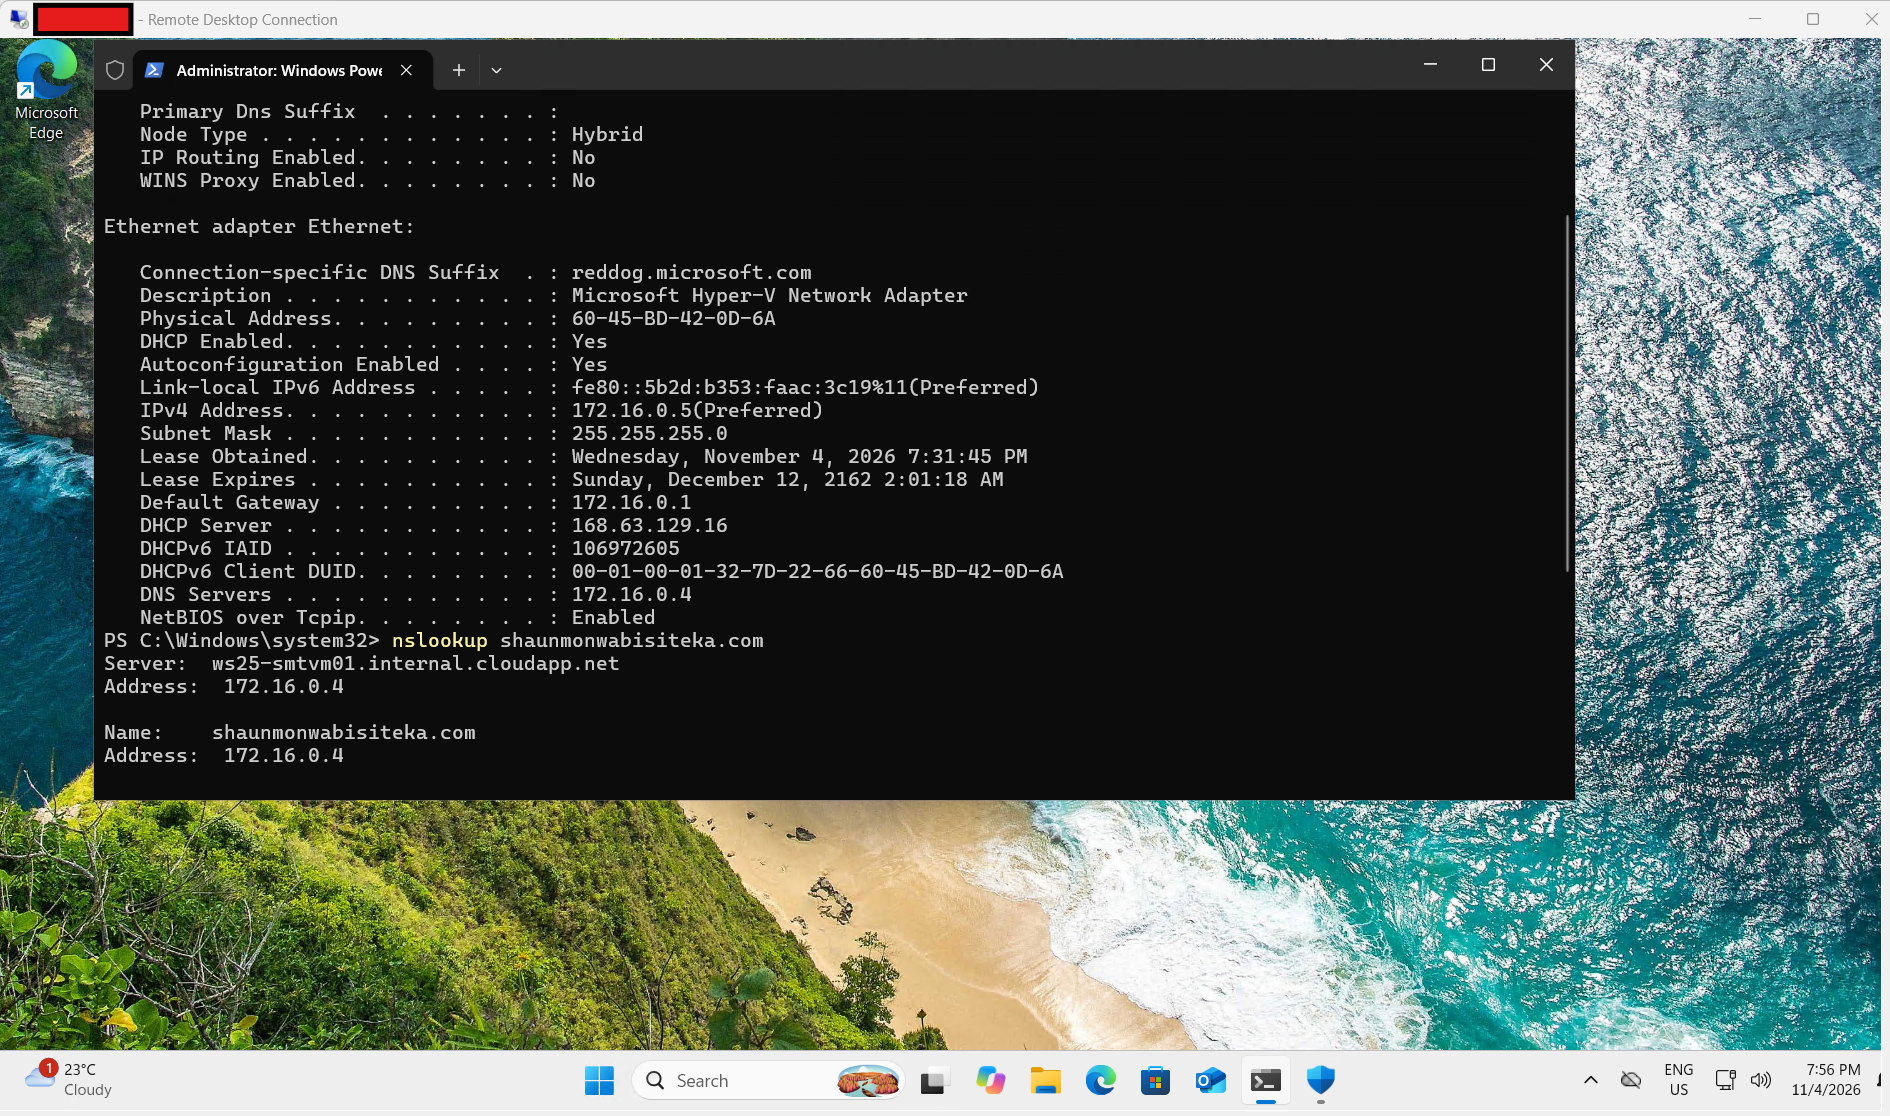 - Remote Desktop Connection
Microsoft
Edge
Administrator: Windows Powe
Primary Dns Suffix  . . . . . . . :
Node Type . . . . . . . . . . . . : Hybrid
IP Routing Enabled. . . . . . . . : No
WINS Proxy Enabled. . . . . . . . : No
Ethernet adapter Ethernet:
Connection-specific DNS Suffix  . : reddog.microsoft.com
Description . . . . . . . . . . . : Microsoft Hyper-V Network Adapter
Physical Address. . . . . . . . . : 60-45-BD-42-0D-6A
DHCP Enabled. . . . . . . . . . . : Yes
Autoconfiguration Enabled . . . . : Yes
Link-local IPv6 Address . . . . . : fe80::5b2d:b353:faac:3c19%11(Preferred)
IPv4 Address. . . . . . . . . . . : 172.16.0.5(Preferred)
Subnet Mask . . . . . . . . . . . : 255.255.255.0
Lease Obtained. . . . . . . . . . : Wednesday, November 4, 2026 7:31:45 PM
Lease Expires . . . . . . . . . . : Sunday, December 12, 2162 2:01:18 AM
Default Gateway . . . . . . . . . : 172.16.0.1
DHCP Server . . . . . . . . . . . : 168.63.129.16
DHCPv6 IAID . . . . . . . . . . . : 106972605
DHCPv6 Client DUID. . . . . . . . : 00-01-00-01-32-7D-22-66-60-45-BD-42-0D-6A
DNS Servers . . . . . . . . . . . : 172.16.0.4
NetBIOS over Tcpip. . . . . . . . : Enabled
PS C:\Windows\system32> nslookup shaunmonwabisiteka.com
Server:  ws25-smtvm01.internal.cloudapp.net
Address:  172.16.0.4
Name:    shaunmonwabisiteka.com
Address:  172.16.0.4
1
23°C
Cloudy
Search
ENG
US
7:56 PM
11/4/2026